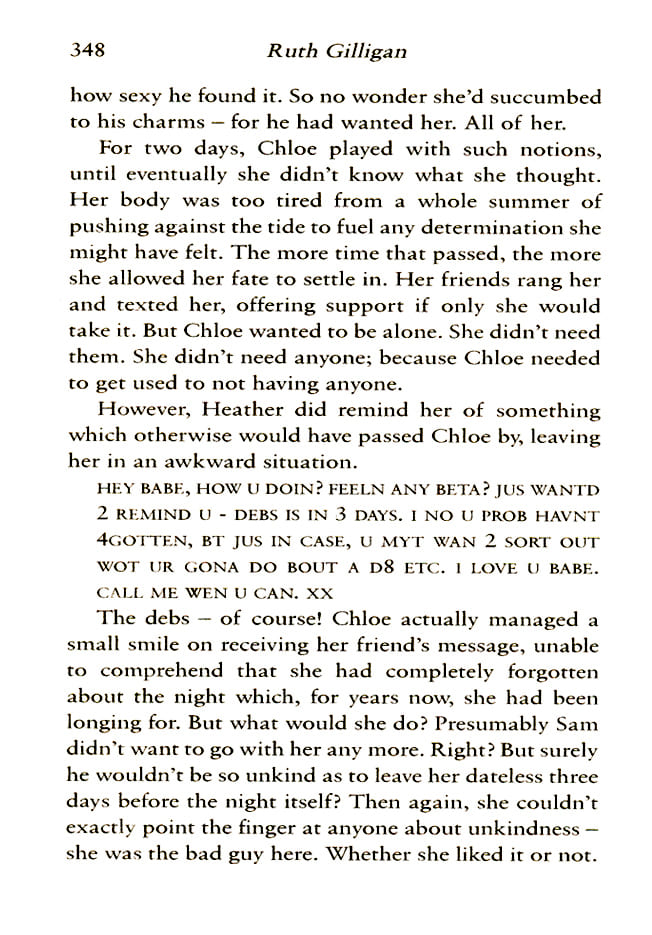 348 Ruth Gilligan
how sexy he found it. So no wonder she'd succumbed
to his charms – for he had wanted her. All of her.
For two days, Chloe played with such notions,
until eventually she didn't know what she thought.
Her body was too tired from a whole summer of
pushing against the tide to fuel any determination she
might have felt. The more time that passed, the more
she allowed her fate to settle in. Her friends rang her
and texted her, offering support if only she would
take it. But Chloe wanted to be alone. She didn't need
them. She didn't need anyone; because Chloe needed
to get used to not having anyone.
However, Heather did remind her of something
which otherwise would have passed Chloe by, leaving
her in an awkward situation.
HEY BABE, HOW U DOIN? FEELN ANY BETA? JUS WANTD
2 REMIND U - DEBS IS IN 3 DAYS. I NO U PROB HAVNT
4GOTTEN, BT JUS IN CASE, U MYT WAN 2 SORT OUT
WOT UR GONA DO BOUT A D8 ETC. I LOVE U BABE.
CALL ME WEN U CAN. XX
The debs – of course! Chloe actually managed a
small smile on receiving her friend's message, unable
to comprehend that she had completely forgotten
about the night which, for years now, she had been
longing for. But what would she do? Presumably Sam
didn't want to go with her any more. Right? But surely
he wouldn't be so unkind as to leave her dateless three
days before the night itself? Then again, she couldn't
exactly point the finger at anyone about unkindness –
she was the bad guy here. Whether she liked it or not.